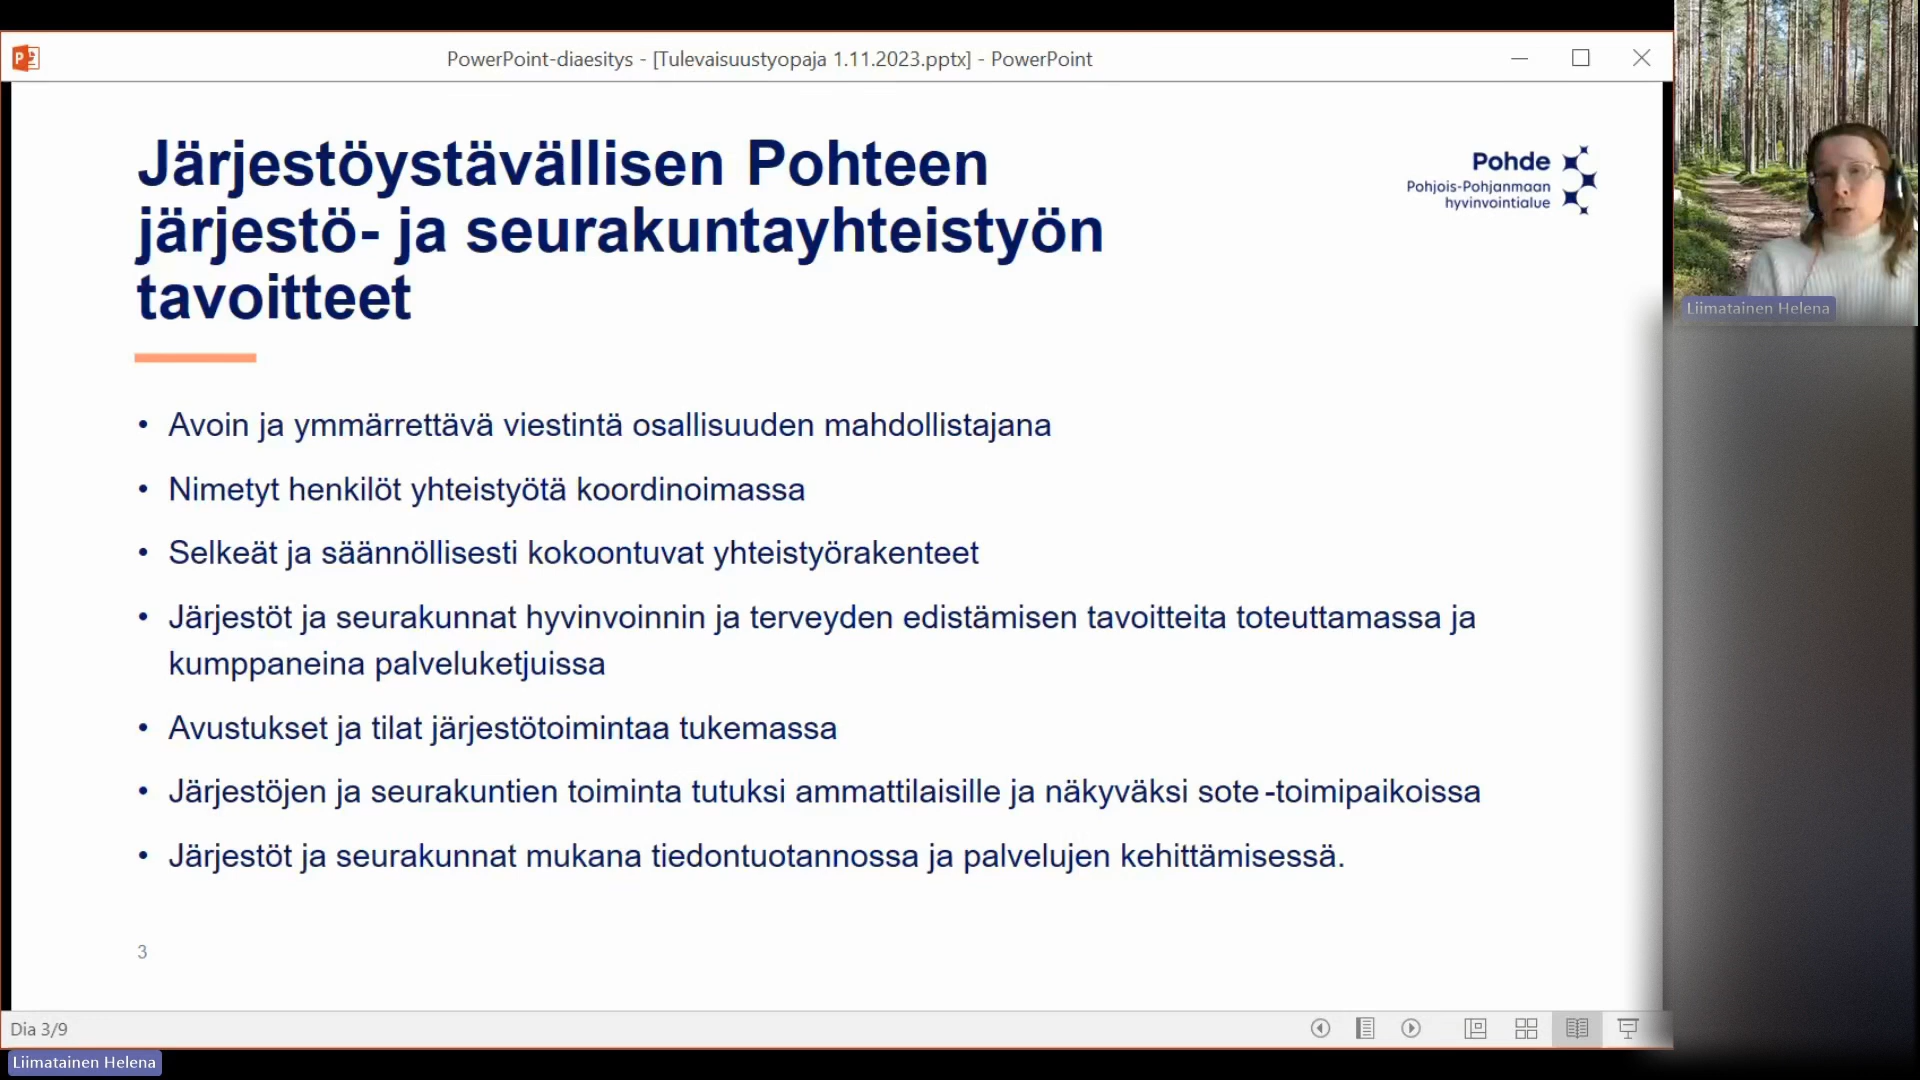 PowerPoint-diaesitys - [Tulevaisuustyopaja 1.11.2023.pptx] - PowerPoint
Järjestöystävällisen Pohteen
järjestö- ja seurakuntayhteistyön
tavoitteet
Pohde
Pohjois-Pohjanmaan
hyvinvointialue
Liimatainen Helena
• Avoin ja ymmärrettävä viestintä osallisuuden mahdollistajana
• Nimetyt henkilöt yhteistyötä koordinoimassa
• Selkeät ja säännöllisesti kokoontuvat yhteistyörakenteet
• Järjestöt ja seurakunnat hyvinvoinnin ja terveyden edistämisen tavoitteita toteuttamassa ja
kumppaneina palveluketjuissa
• Avustukset ja tilat järjestötoimintaa tukemassa
• Järjestöjen ja seurakuntien toiminta tutuksi ammattilaisille ja näkyväksi sote -toimipaikoissa
• Järjestöt ja seurakunnat mukana tiedontuotannossa ja palvelujen kehittämisessä.
3
Dia 3/9
Liimatainen Helena